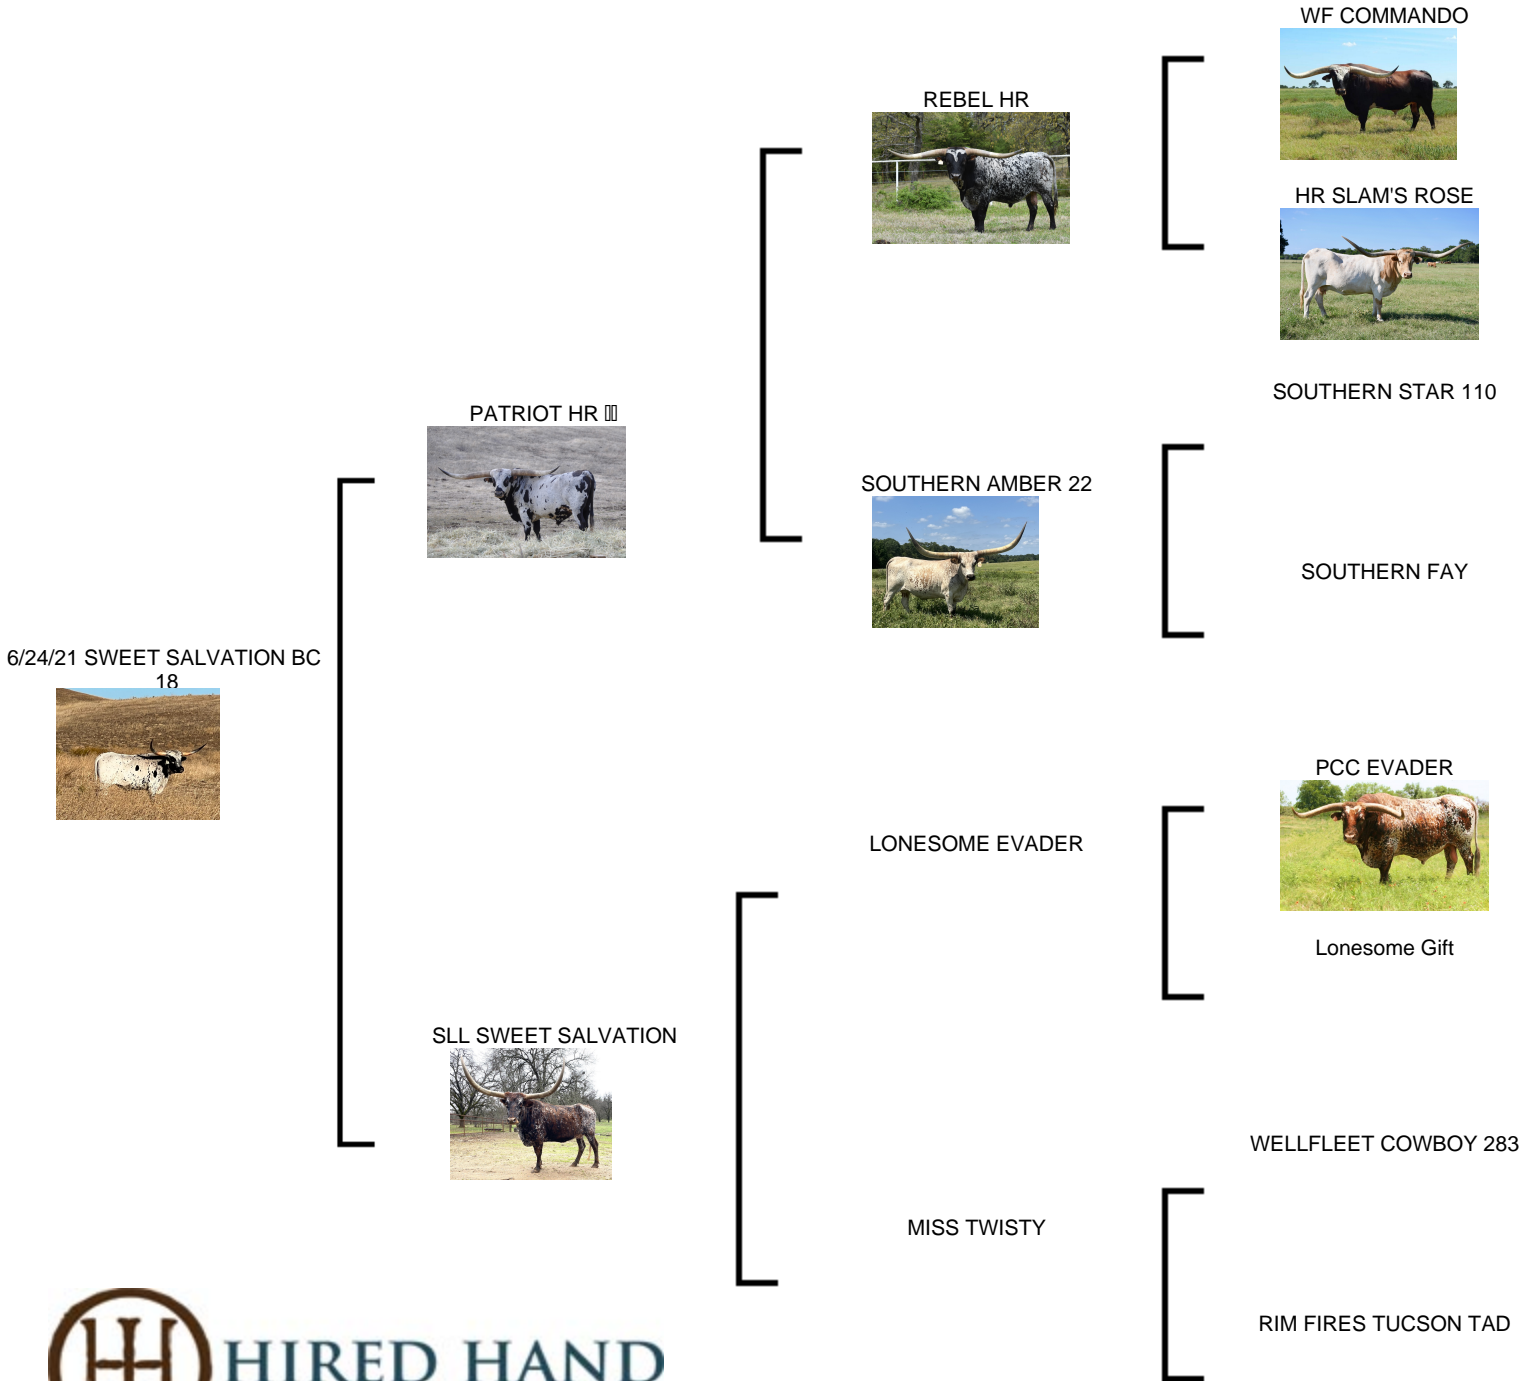 WF COMMANDO
REBEL HR
HR SLAM'S ROSE
PATRIOT HR
SOUTHERN STAR 110
SOUTHERN AMBER 22
SOUTHERN FAY
6/24/21 SWEET SALVATION BC
18
PCC EVADER
LONESOME EVADER
Lonesome Gift
SLL SWEET SALVATION
WELLFLEET COWBOY 283
MISS TWISTY
RIM FIRES TUCSON TAD
HIRED HAND